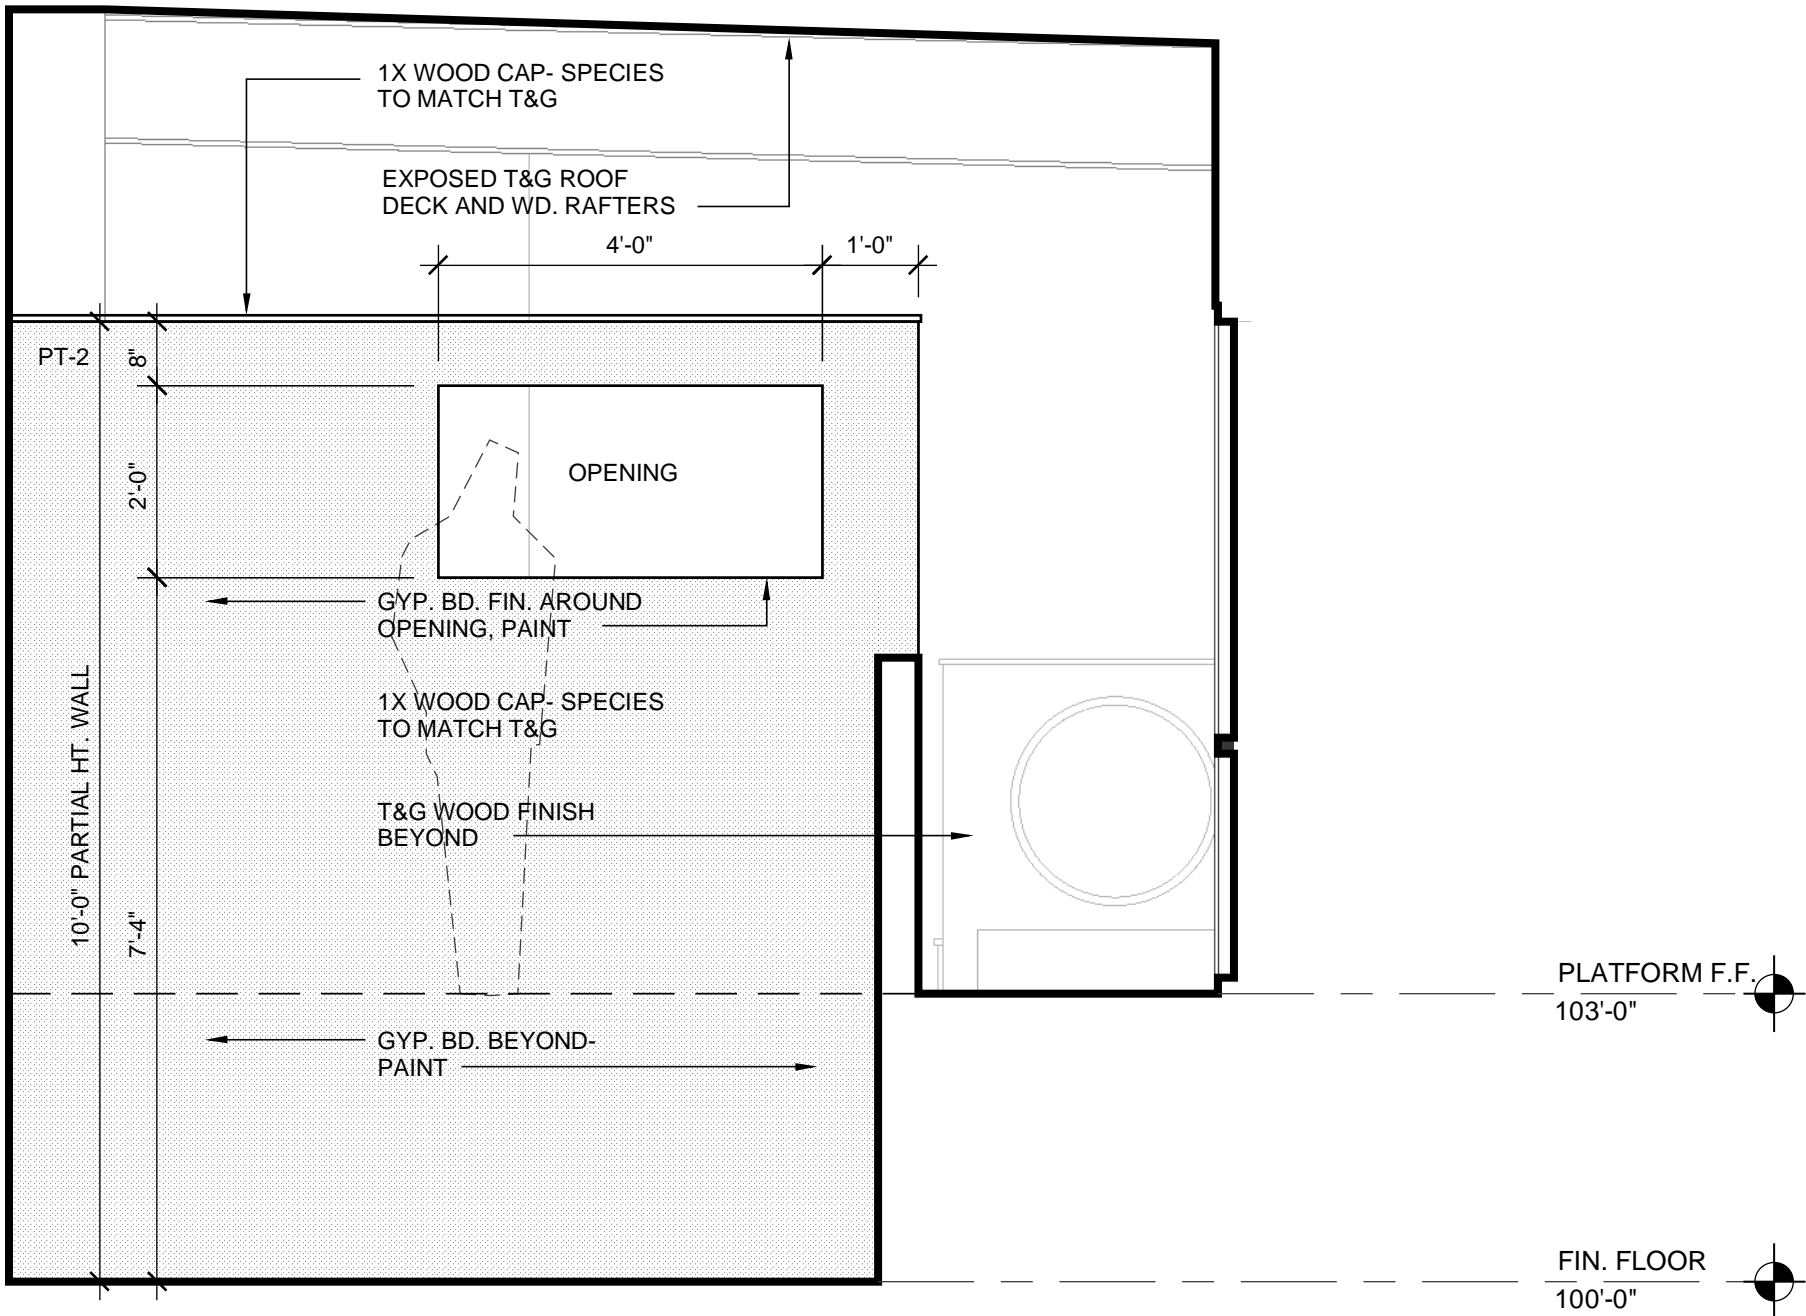 1X WOOD CAP- SPECIES
TO MATCH T&G
EXPOSED T&G ROOF
DECK AND WD. RAFTERS
4'-0"
1'-0"
PT-2
8"
2'-0"
OPENING
GYP. BD. FIN. AROUND
OPENING, PAINT
1X WOOD CAP- SPECIES
TO MATCH T&G
10'-0" PARTIAL HT. WALL
T&G WOOD FINISH
BEYOND
7'-4"
PLATFORM F.F.
103'-0"
GYP. BD. BEYOND-
PAINT
FIN. FLOOR
100'-0"